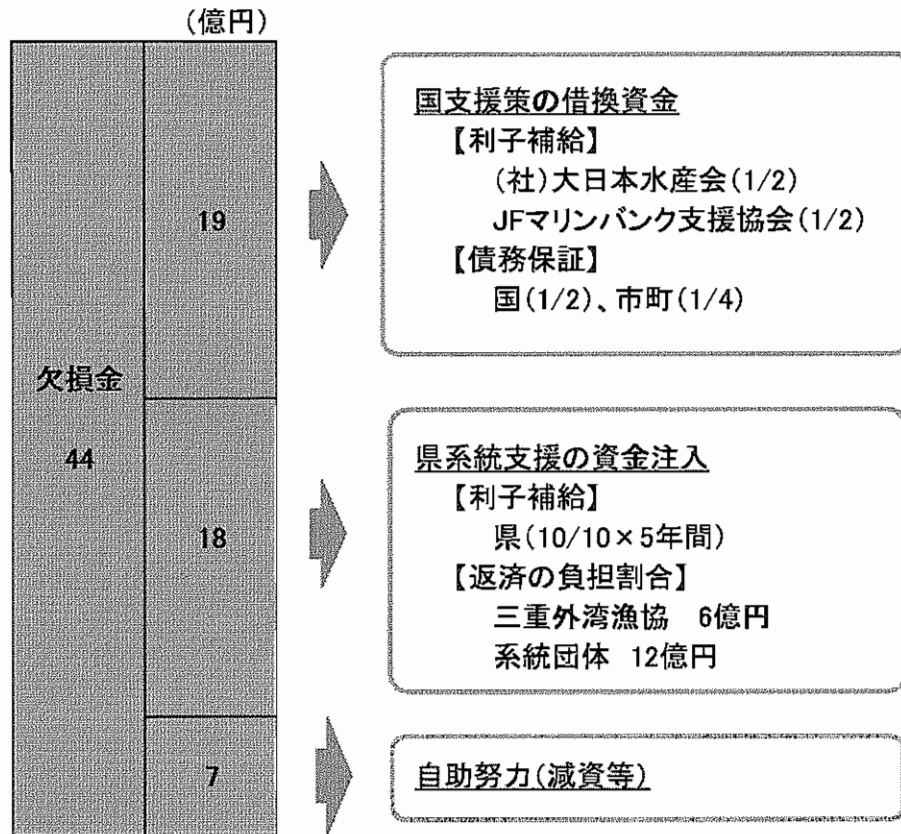 (億円)
欠損金
44
19
国支援策の借換資金
【利子補給】
(社)大日本水産会(1/2)
JFマリンバンク支援協会(1/2)
【債務保証】
国(1/2)、市町(1/4)
18
県系統支援の資金注入
【利子補給】
県(10/10×5年間)
【返済の負担割合】
三重外湾漁協 6億円
系統団体 12億円
7
自助努力(減資等)